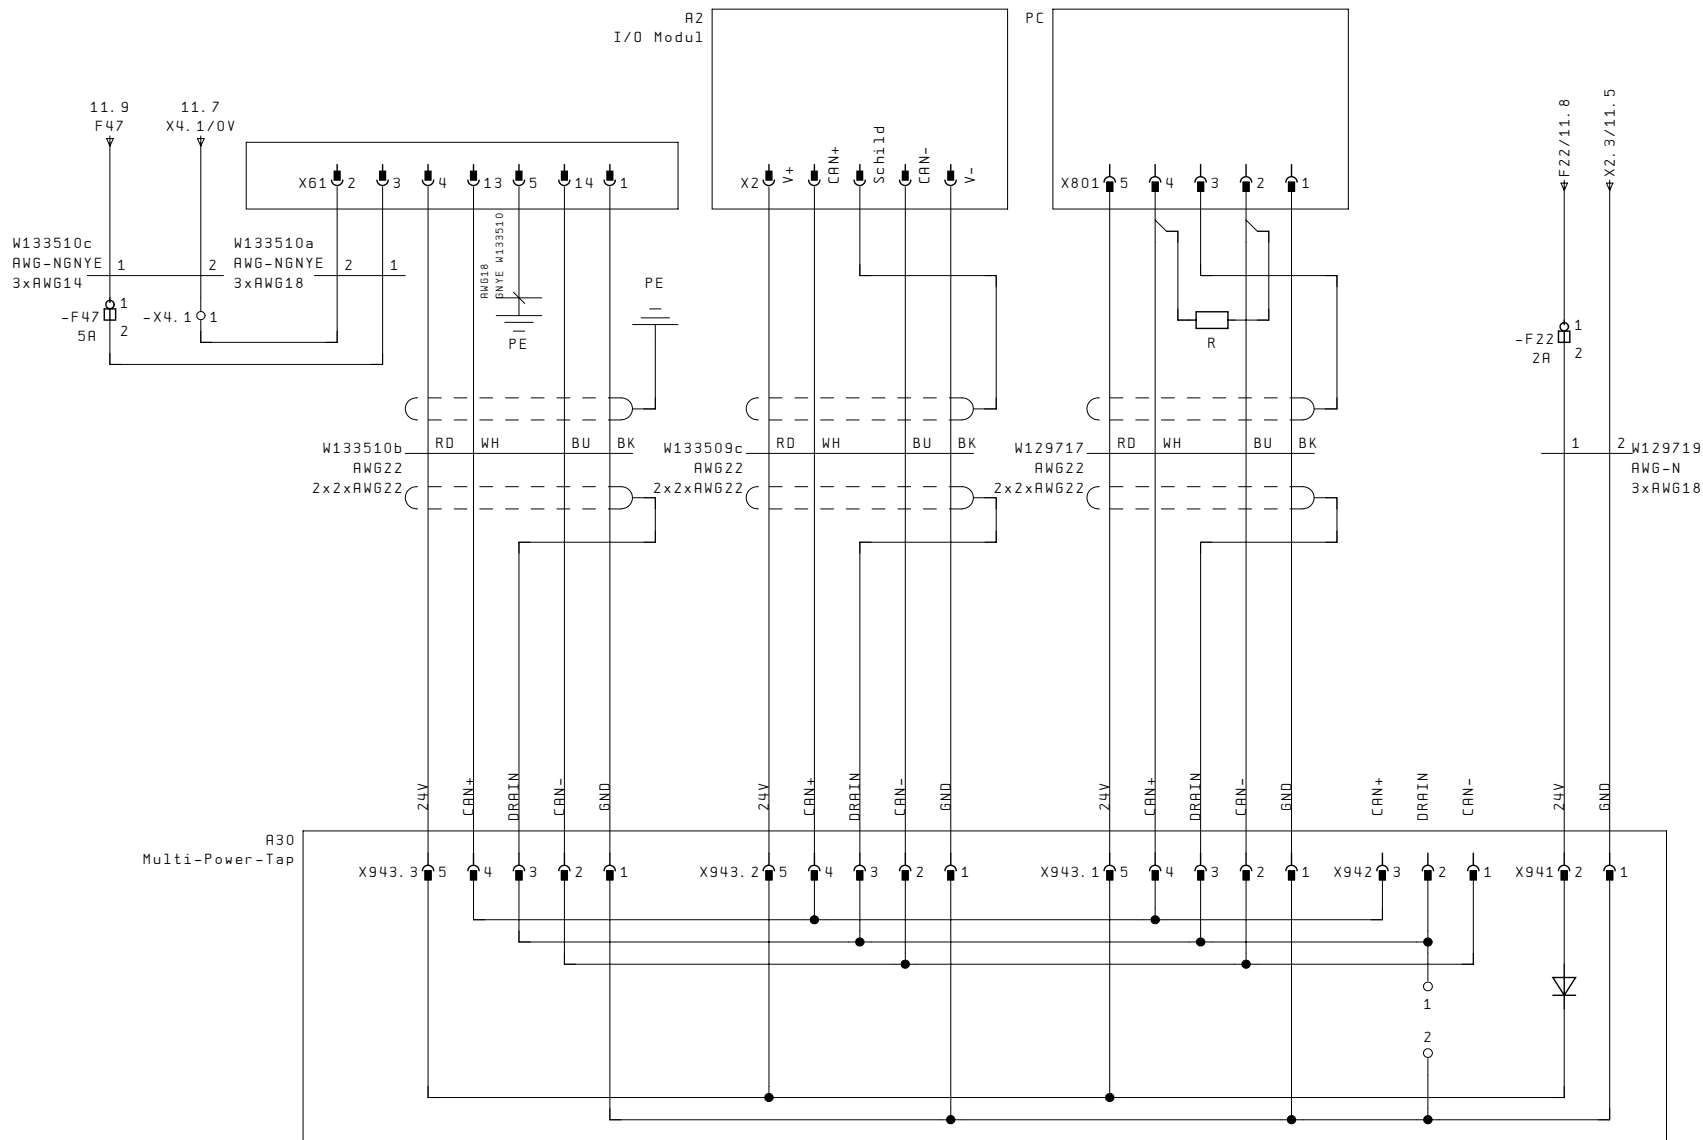 A2
I/O Modul
PC
11.9
F47
11.7
X4.1/0V
F22/11.8
X2.3/11.5
X61 2 3 4 13 5 14 1
X2 V+ CAN+ Schild CAN- V-
X801 5 4 3 2 1
W133510c
AWG-NGNYE
3xAWG14
1 2
W133510a
AWG-NGNYE
3xAWG18
2 1
AWG18
GNYE W133510
PE
PE
-F47
5A
1
2
-X4.1 1
R
-F22
2A
1
2
W133510b
AWG22
2x2xAWG22
RD WH BU BK
W133509c
AWG22
2x2xAWG22
RD WH BU BK
W129717
AWG22
2x2xAWG22
RD WH BU BK
1 2
W129719
AWG-N
3xAWG18
24V CAN+ DRAIN CAN- GND
24V CAN+ DRAIN CAN- GND
24V CAN+ DRAIN CAN- GND
CAN+ DRAIN CAN-
24V GND
A30
Multi-Power-Tap
X943.3 5 4 3 2 1
X943.2 5 4 3 2 1
X943.1 5 4 3 2 1
X942 3 2 1
X941 2 1
1
2